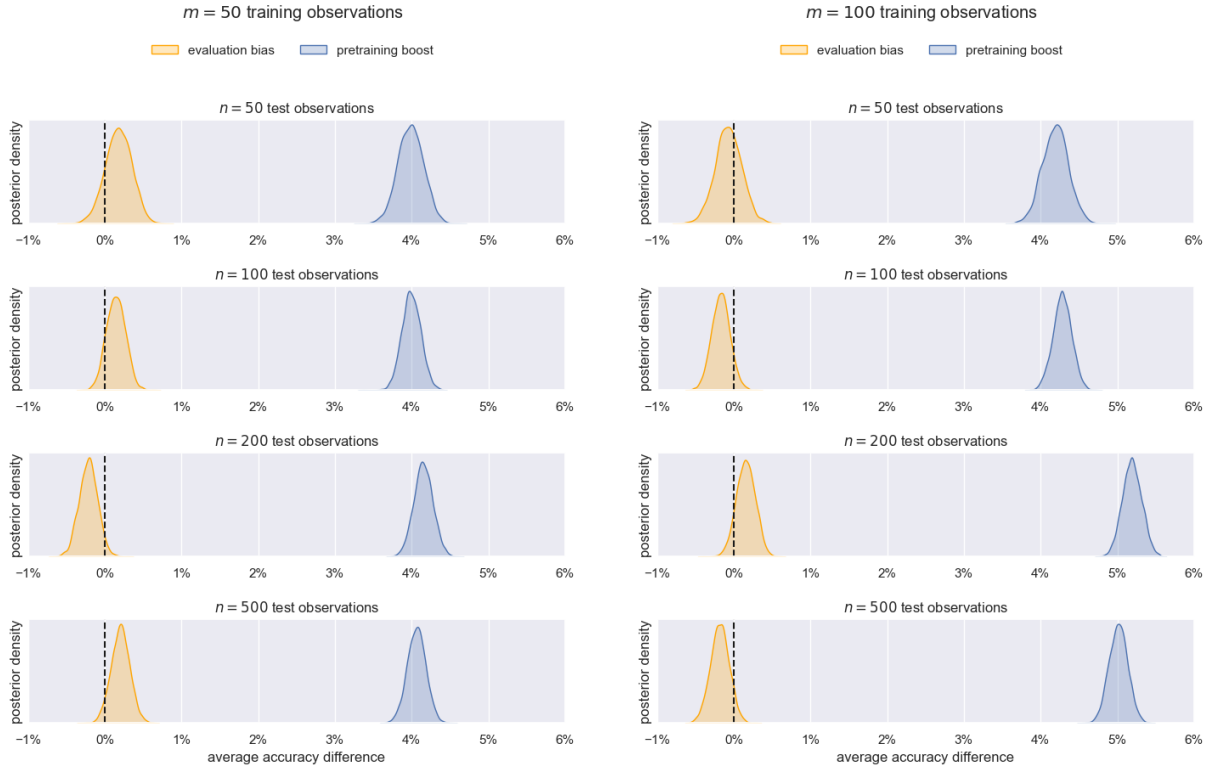 m = 50 training observations
evaluation bias
pretraining boost
n = 50 test observations
posterior density
−1% 0% 1% 2% 3% 4% 5% 6%
n = 100 test observations
posterior density
−1% 0% 1% 2% 3% 4% 5% 6%
n = 200 test observations
posterior density
−1% 0% 1% 2% 3% 4% 5% 6%
n = 500 test observations
posterior density
−1% 0% 1% 2% 3% 4% 5% 6%
average accuracy difference
m = 100 training observations
evaluation bias
pretraining boost
n = 50 test observations
posterior density
−1% 0% 1% 2% 3% 4% 5% 6%
n = 100 test observations
posterior density
−1% 0% 1% 2% 3% 4% 5% 6%
n = 200 test observations
posterior density
−1% 0% 1% 2% 3% 4% 5% 6%
n = 500 test observations
posterior density
−1% 0% 1% 2% 3% 4% 5% 6%
average accuracy difference